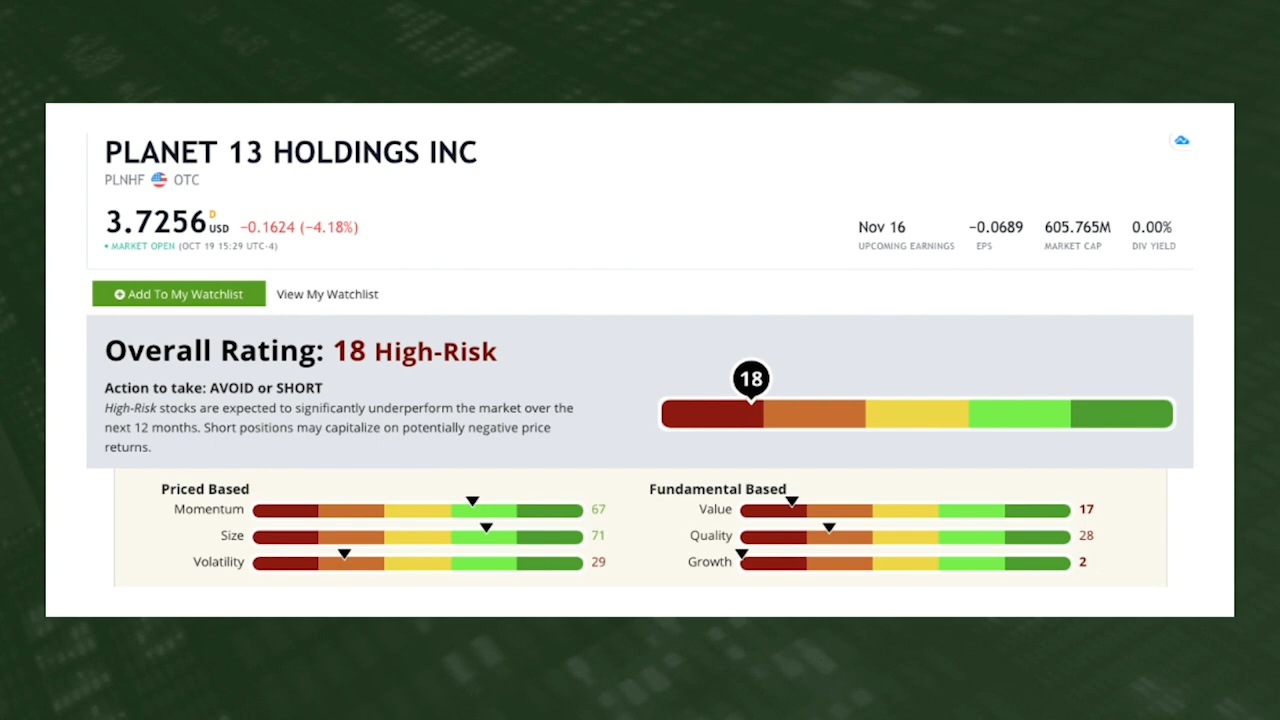 PLANET 13 HOLDINGS INC
PLNHF OTC
3.7256 D USD −0.1624 (−4.18%)
• MARKET OPEN (OCT 19 15:29 UTC-4)
Nov 16 −0.0689 605.765M 0.00%
UPCOMING EARNINGS EPS MARKET CAP DIV YIELD
Add To My Watchlist View My Watchlist
Overall Rating: 18 High-Risk
Action to take: AVOID or SHORT
High-Risk stocks are expected to significantly underperform the market over the
next 12 months. Short positions may capitalize on potentially negative price
returns.
18
Priced Based
Momentum 67
Size 71
Volatility 29
Fundamental Based
Value 17
Quality 28
Growth 2